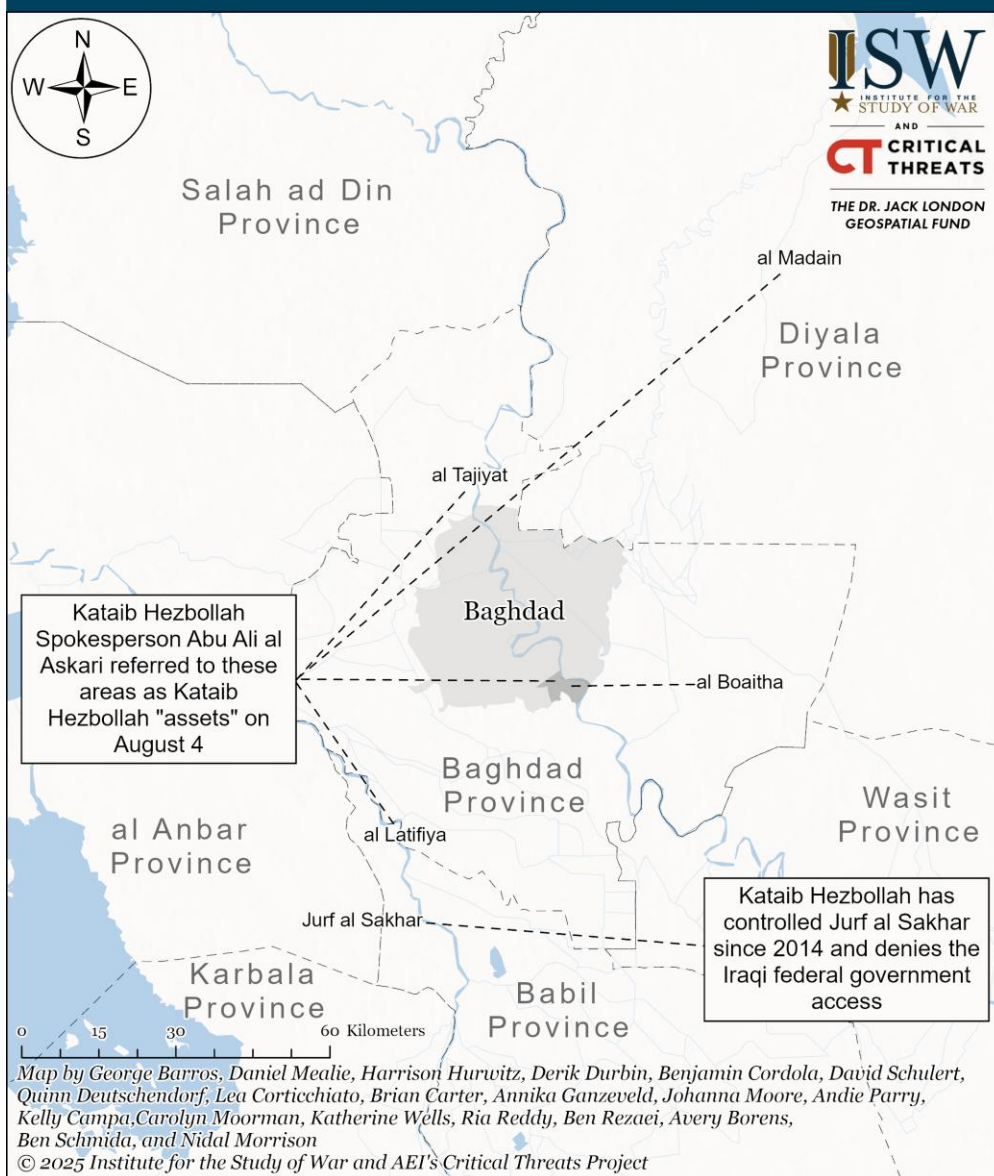 N
W E
S
ISW
INSTITUTE FOR THE
STUDY OF WAR
AND
CT CRITICAL
THREATS
THE DR. JACK LONDON
GEOSPATIAL FUND
Salah ad Din
Province
al Madain
Diyala
Province
al Tajiyat
Baghdad
Kataib Hezbollah
Spokesperson Abu Ali al
Askari referred to these
areas as Kataib
Hezbollah "assets" on
August 4
al Boaitha
Baghdad
Province
Wasit
Province
al Anbar
Province
al Latifiya
Jurf al Sakhar
Kataib Hezbollah has
controlled Jurf al Sakhar
since 2014 and denies the
Iraqi federal government
access
Karbala
Province
Babil
Province
0 15 30 60 Kilometers
Map by George Barros, Daniel Mealie, Harrison Hurwitz, Derik Durbin, Benjamin Cordola, David Schulert,
Quinn Deutschendorf, Lea Corticchiato, Brian Carter, Annika Ganzeveld, Johanna Moore, Andie Parry,
Kelly Campa,Carolyn Moorman, Katherine Wells, Ria Reddy, Ben Rezaei, Avery Borens,
Ben Schmida, and Nidal Morrison
© 2025 Institute for the Study of War and AEI's Critical Threats Project